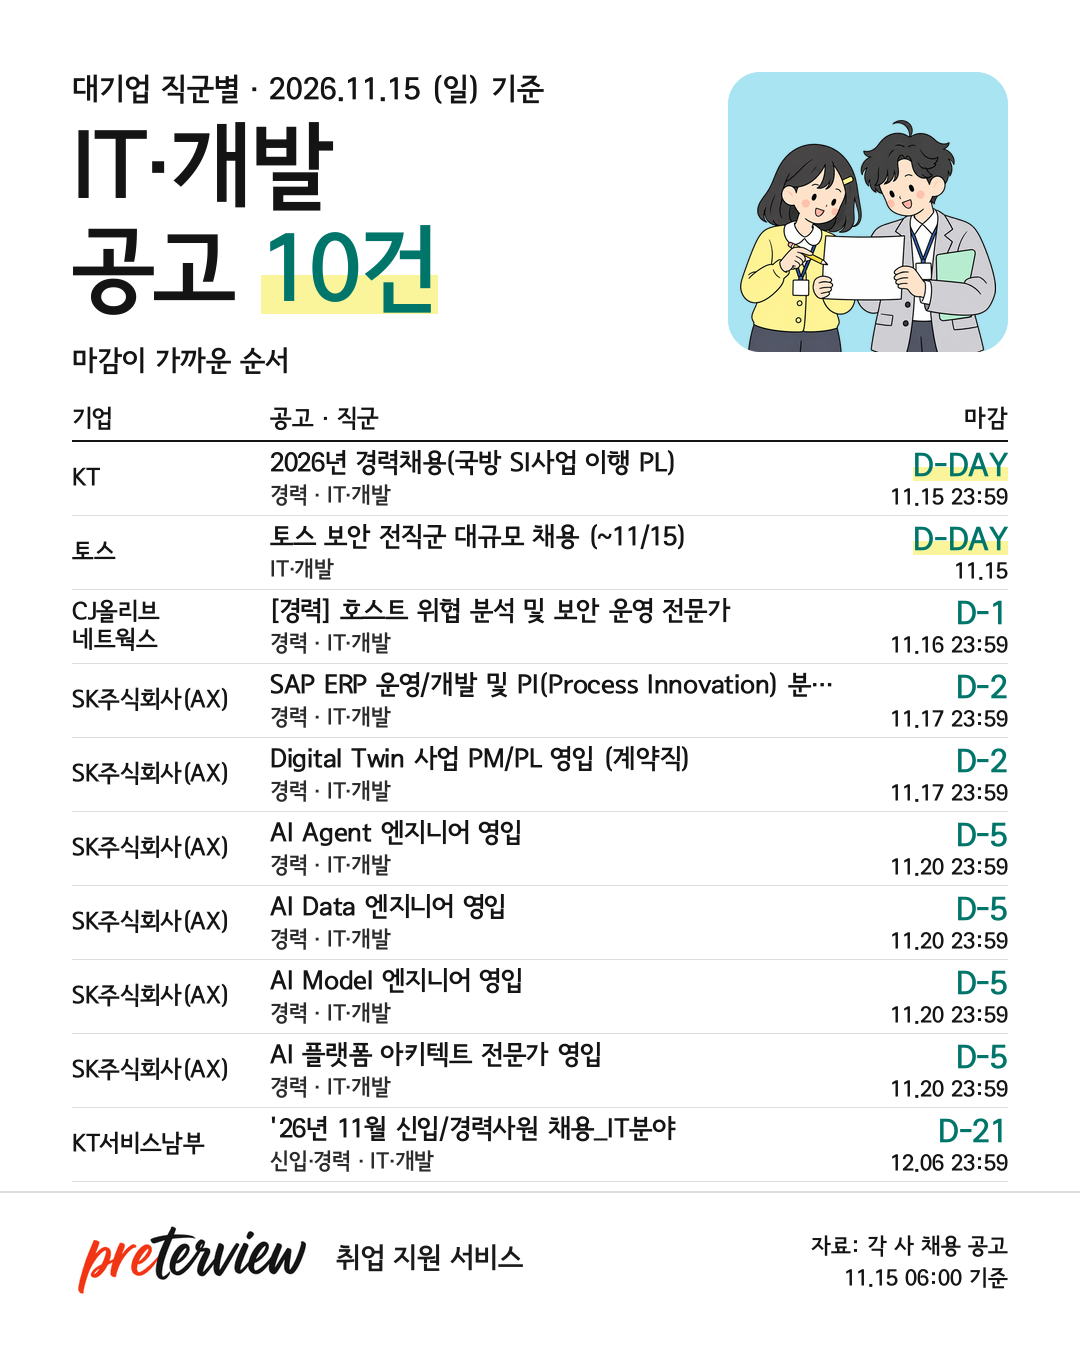 대기업 직군별 · 2026.11.15 (일) 기준
IT·개발
공고 10건
마감이 가까운 순서
기업 공고 · 직군 마감
KT 2026년 경력채용(국방 SI사업 이행 PL) D-DAY
경력 · IT·개발 11.15 23:59
토스 토스 보안 전직군 대규모 채용 (~11/15) D-DAY
IT·개발 11.15
CJ올리브
네트웍스 [경력] 호스트 위협 분석 및 보안 운영 전문가 D-1
경력 · IT·개발 11.16 23:59
SK주식회사(AX) SAP ERP 운영/개발 및 PI(Process Innovation) 분… D-2
경력 · IT·개발 11.17 23:59
SK주식회사(AX) Digital Twin 사업 PM/PL 영입 (계약직) D-2
경력 · IT·개발 11.17 23:59
SK주식회사(AX) AI Agent 엔지니어 영입 D-5
경력 · IT·개발 11.20 23:59
SK주식회사(AX) AI Data 엔지니어 영입 D-5
경력 · IT·개발 11.20 23:59
SK주식회사(AX) AI Model 엔지니어 영입 D-5
경력 · IT·개발 11.20 23:59
SK주식회사(AX) AI 플랫폼 아키텍트 전문가 영입 D-5
경력 · IT·개발 11.20 23:59
KT서비스남부 '26년 11월 신입/경력사원 채용_IT분야 D-21
신입·경력 · IT·개발 12.06 23:59
preterview 취업 지원 서비스
자료: 각 사 채용 공고
11.15 06:00 기준